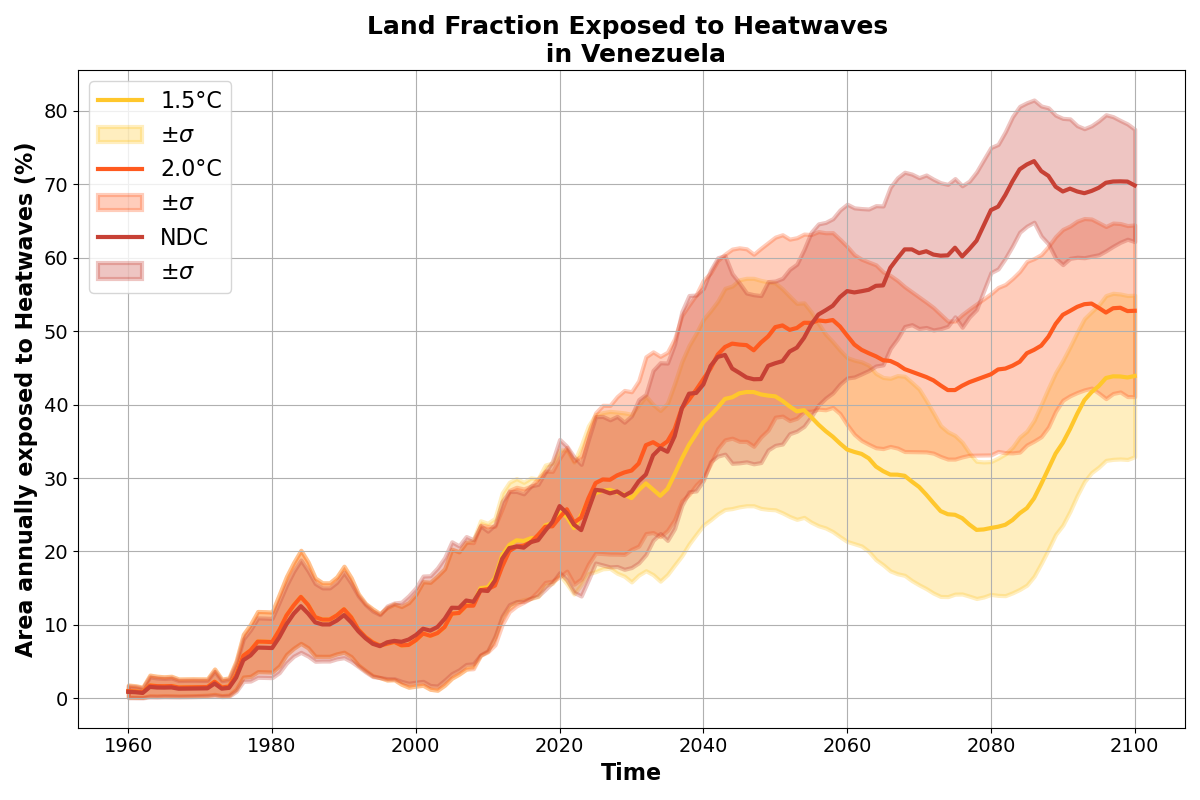 Land Fraction Exposed to Heatwaves
in Venezuela
Area annually exposed to Heatwaves (%)
80
70
60
50
40
30
20
10
0
1.5°C
±σ
2.0°C
±σ
NDC
±σ
1960
1980
2000
2020
2040
2060
2080
2100
Time